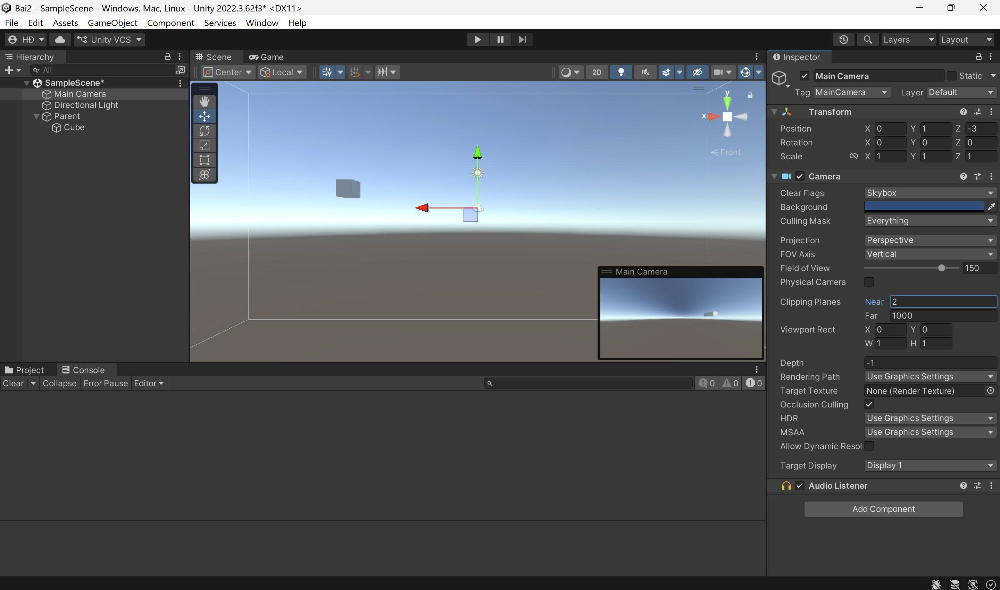 Bai2 - SampleScene - Windows, Mac, Linux - Unity 2022.3.62f3* <DX11>
File Edit Assets GameObject Component Services Window Help
HĐ Unity VCS Layers Layout
Hierarchy
All
SampleScene*
Main Camera
Directional Light
Parent
Cube
Scene Game
Center Local 2D
y
x
Front
Main Camera
Project Console
Clear Collapse Error Pause Editor 0 0 0
Inspector
Main Camera Static
Tag MainCamera Layer Default
Transform
Position X 0 Y 1 Z -3
Rotation X 0 Y 0 Z 0
Scale X 1 Y 1 Z 1
Camera
Clear Flags Skybox
Background
Culling Mask Everything
Projection Perspective
FOV Axis Vertical
Field of View 150
Physical Camera
Clipping Planes Near 2
Far 1000
Viewport Rect X 0 Y 0
W 1 H 1
Depth -1
Rendering Path Use Graphics Settings
Target Texture None (Render Texture)
Occlusion Culling
HDR Use Graphics Settings
MSAA Use Graphics Settings
Allow Dynamic Resol
Target Display Display 1
Audio Listener
Add Component